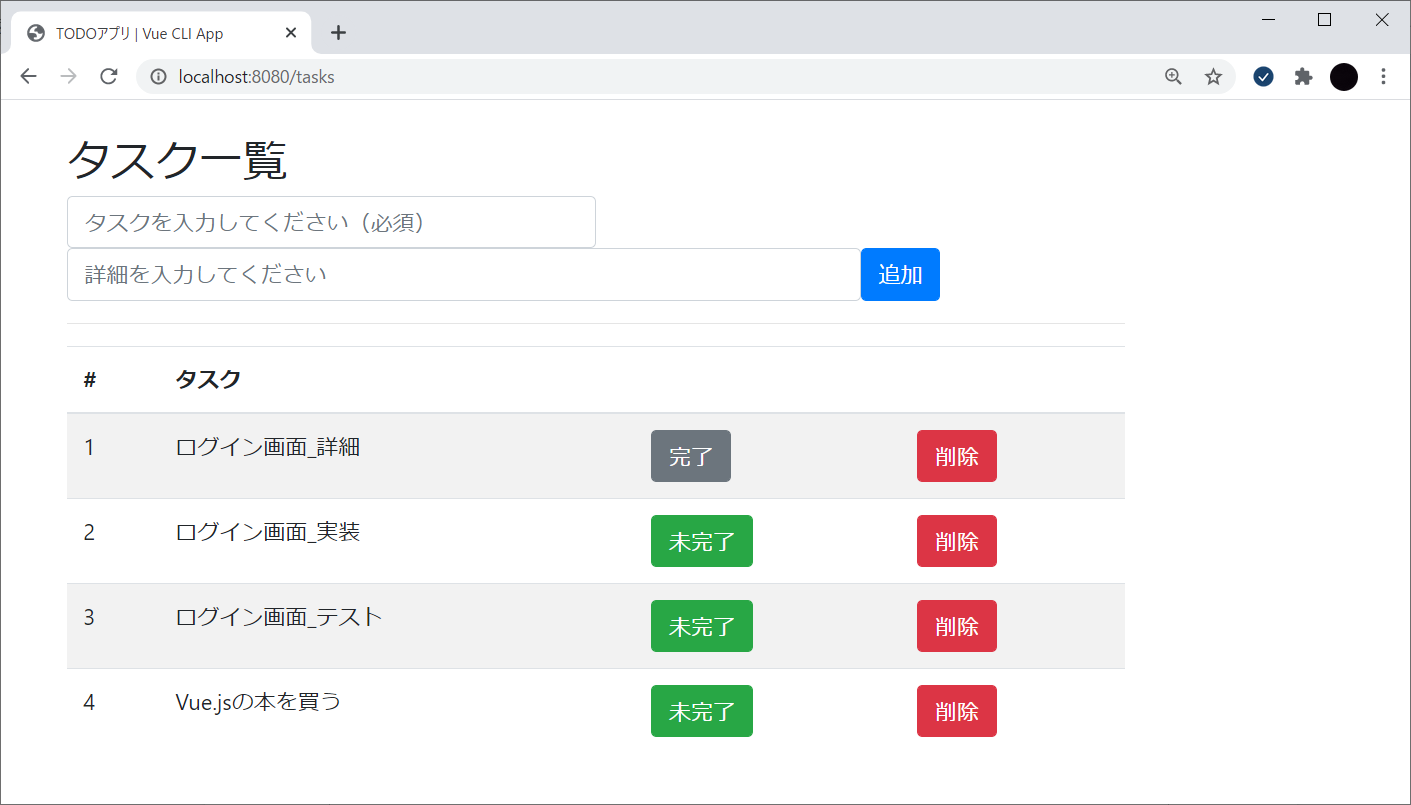 TODOアプリ | Vue CLI App
localhost:8080/tasks
タスク一覧
タスクを入力してください（必須）
詳細を入力してください 追加
# タスク
1 ログイン画面_詳細 完了 削除
2 ログイン画面_実装 未完了 削除
3 ログイン画面_テスト 未完了 削除
4 Vue.jsの本を買う 未完了 削除